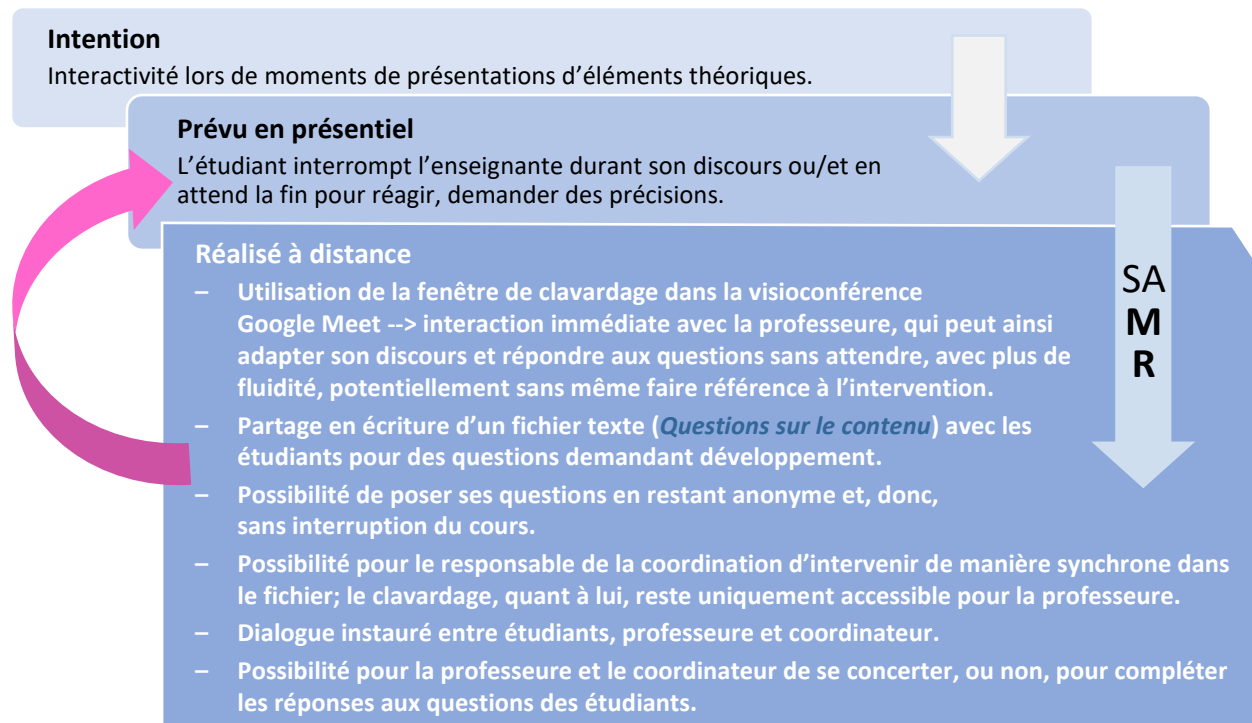 Intention
Interactivité lors de moments de présentations d’éléments théoriques.
Prévu en présentiel
L’étudiant interrompt l’enseignante durant son discours ou/et en
attend la fin pour réagir, demander des précisions.
Réalisé à distance
– Utilisation de la fenêtre de clavardage dans la visioconférence
Google Meet --> interaction immédiate avec la professeure, qui peut ainsi
adapter son discours et répondre aux questions sans attendre, avec plus de
fluidité, potentiellement sans même faire référence à l’intervention.
– Partage en écriture d’un fichier texte (Questions sur le contenu) avec les
étudiants pour des questions demandant développement.
– Possibilité de poser ses questions en restant anonyme et, donc,
sans interruption du cours.
– Possibilité pour le responsable de la coordination d’intervenir de manière synchrone dans
le fichier; le clavardage, quant à lui, reste uniquement accessible pour la professeure.
– Dialogue instauré entre étudiants, professeure et coordinateur.
– Possibilité pour la professeure et le coordinateur de se concerter, ou non, pour compléter
les réponses aux questions des étudiants.
SA
M
R